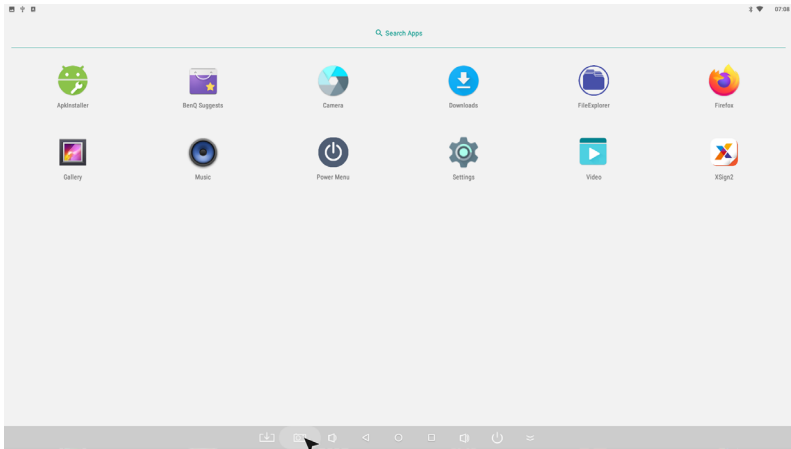 07:08
Search Apps
ApkInstaller
BenQ Suggests
Camera
Downloads
FileExplorer
Firefox
Gallery
Music
Power Menu
Settings
Video
XSign2